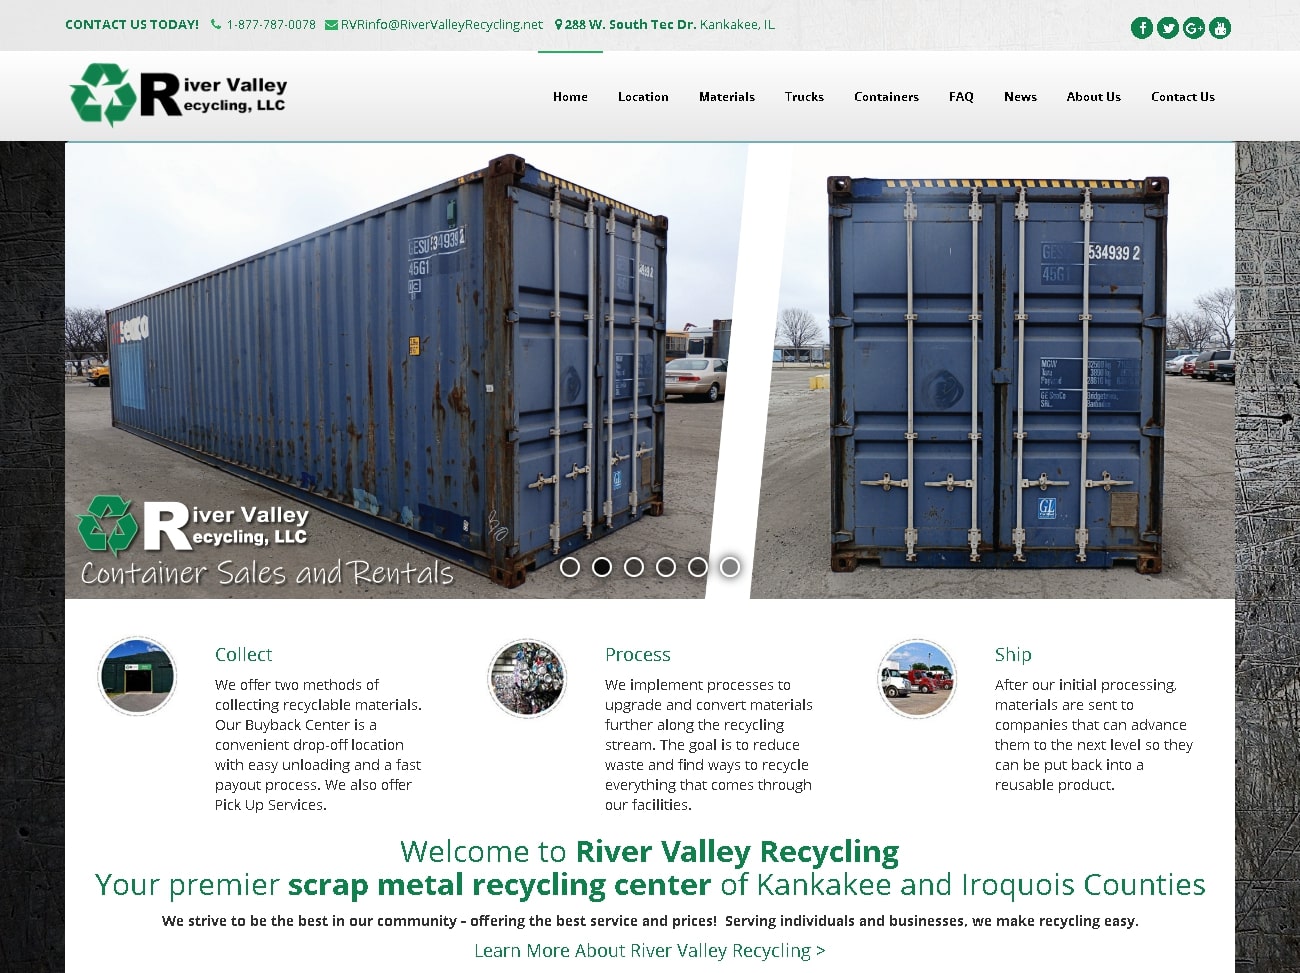 CONTACT US TODAY! 1-877-787-0078 RVRinfo@RiverValleyRecycling.net 288 W. South Tec Dr. Kankakee, IL
River Valley
Recycling, LLC
Home Location Materials Trucks Containers FAQ News About Us Contact Us
GESU 534939 2
45G1
534939 2
45G1
MGW
GL
River Valley
Recycling, LLC
Container Sales and Rentals
Collect
We offer two methods of
collecting recyclable materials.
Our Buyback Center is a
convenient drop-off location
with easy unloading and a fast
payout process. We also offer
Pick Up Services.
Process
We implement processes to
upgrade and convert materials
further along the recycling
stream. The goal is to reduce
waste and find ways to recycle
everything that comes through
our facilities.
Ship
After our initial processing,
materials are sent to
companies that can advance
them to the next level so they
can be put back into a
reusable product.
Welcome to River Valley Recycling
Your premier scrap metal recycling center of Kankakee and Iroquois Counties
We strive to be the best in our community - offering the best service and prices! Serving individuals and businesses, we make recycling easy.
Learn More About River Valley Recycling >